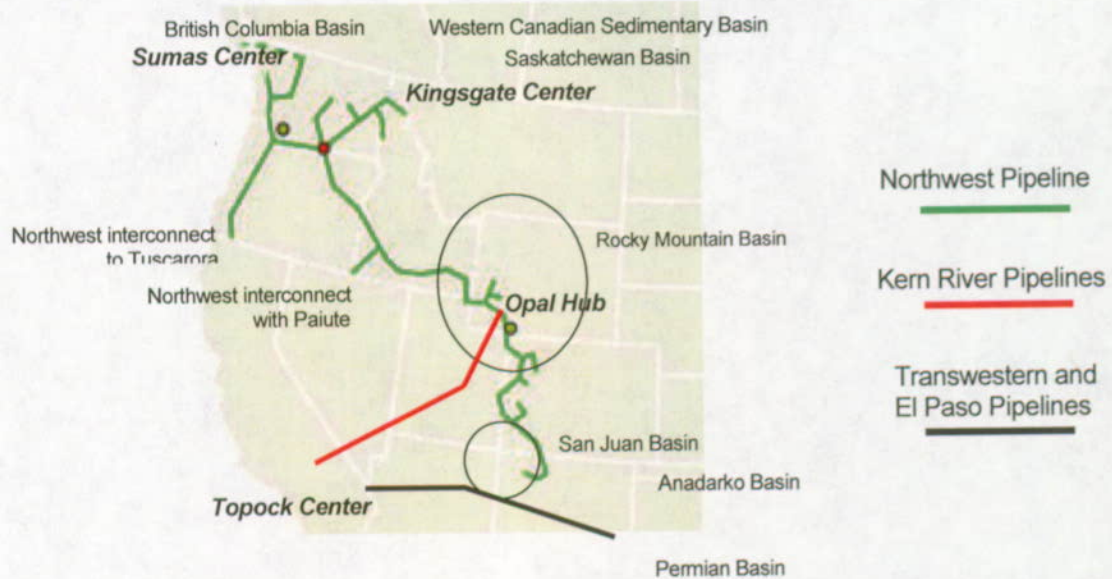 British Columbia Basin
Western Canadian Sedimentary Basin
Sumas Center
Saskatchewan Basin
Kingsgate Center
Northwest Pipeline
Northwest interconnect
to Tuscarora
Rocky Mountain Basin
Kern River Pipelines
Northwest interconnect
with Paiute
Opal Hub
Transwestern and
El Paso Pipelines
San Juan Basin
Anadarko Basin
Topock Center
Permian Basin